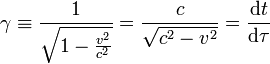 γ ≡ 1/√(1 − v²/c²) = c/√(c² − v²) = dt/dτ